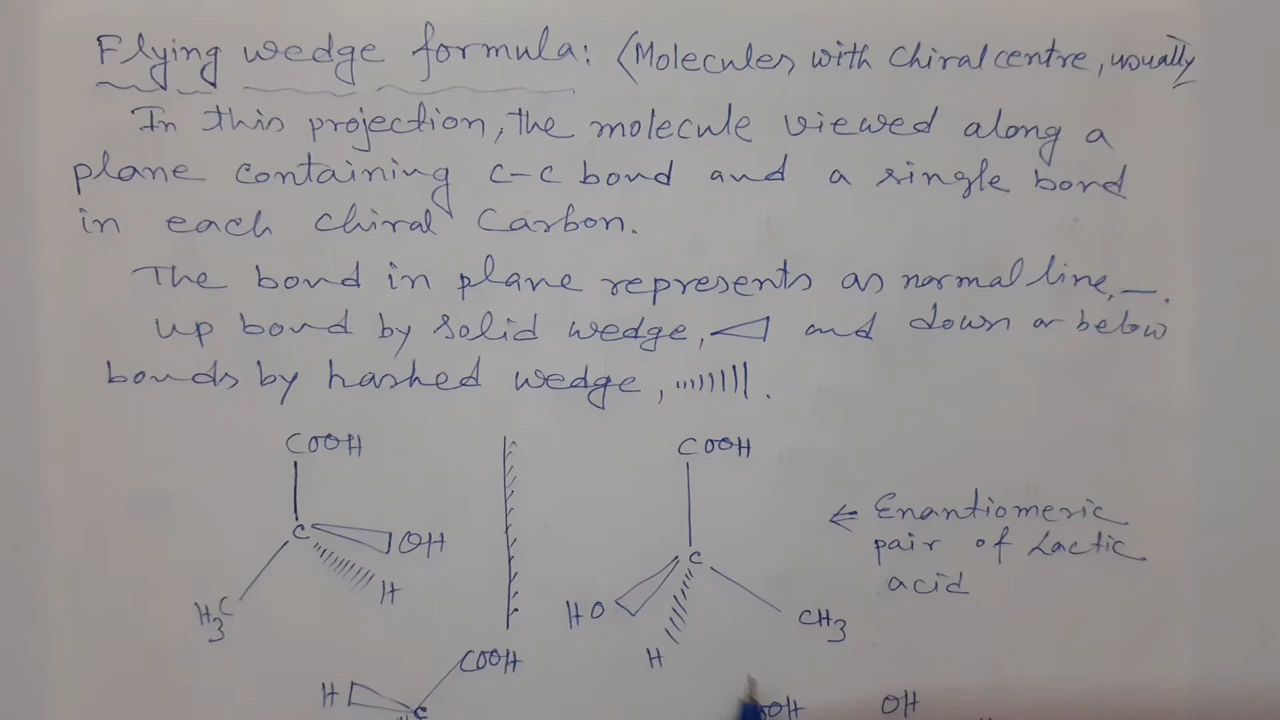 Flying wedge formula: (Molecules with Chiral centre, usually)
In this projection, the molecule viewed along a
plane containing C-C bond and a single bond
in each Chiral Carbon.
The bond in plane represents as normal line, —.
up bond by solid wedge, and down or below
bonds by hashed wedge, .
COOH COOH
C OH
H
H₃C
C
HO CH₃
H
← Enantiomeric
pair of Lactic
acid
COOH
H
C
OH OH